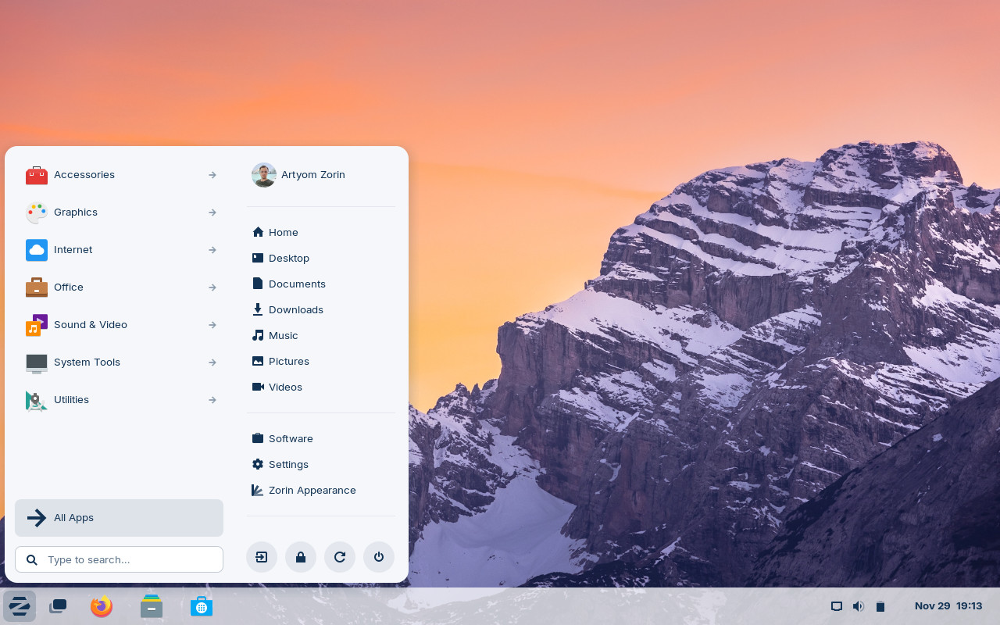 Accessories
Graphics
Internet
Office
Sound & Video
System Tools
Utilities
All Apps
Type to search...
Artyom Zorin
Home
Desktop
Documents
Downloads
Music
Pictures
Videos
Software
Settings
Zorin Appearance
Nov 29 19:13